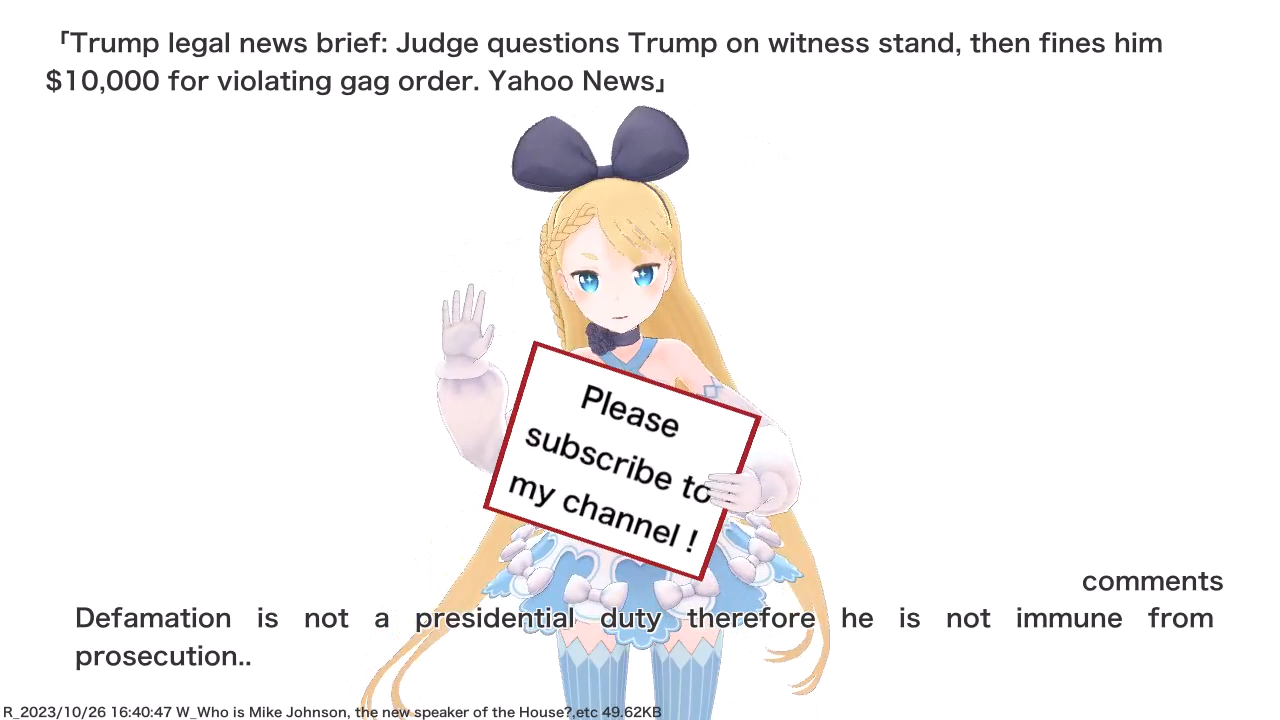 「Trump legal news brief: Judge questions Trump on witness stand, then fines him
$10,000 for violating gag order. Yahoo News」
Please
subscribe to
my channel !
comments
Defamation is not a presidential duty therefore he is not immune from
prosecution..
R_2023/10/26 16:40:47 W_Who is Mike Johnson, the new speaker of the House?,etc 49.62KB